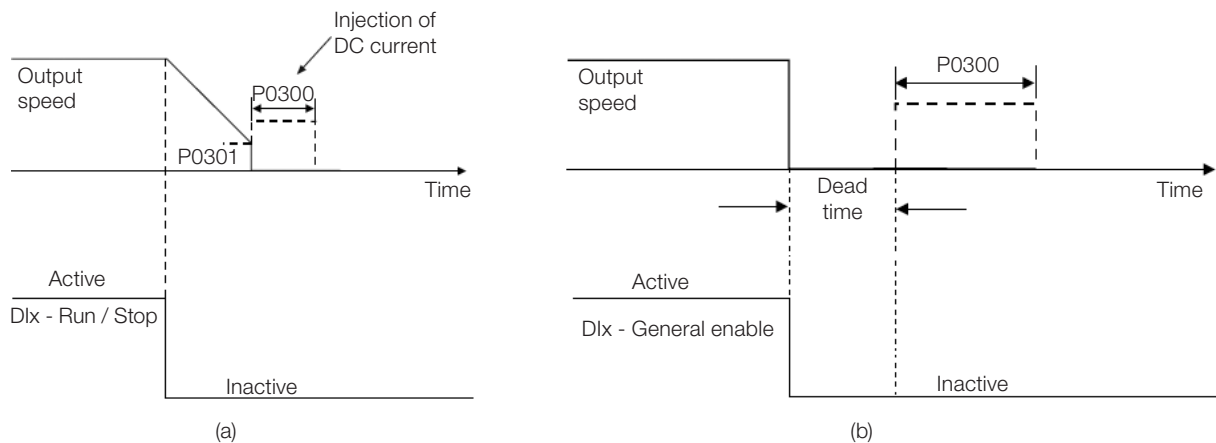 Injection of
DC current
Output
speed
P0300
P0301
Time
Active
DIx - Run / Stop
Inactive
(a)
Output
speed
P0300
Dead
time
Time
Active
DIx - General enable
Inactive
(b)